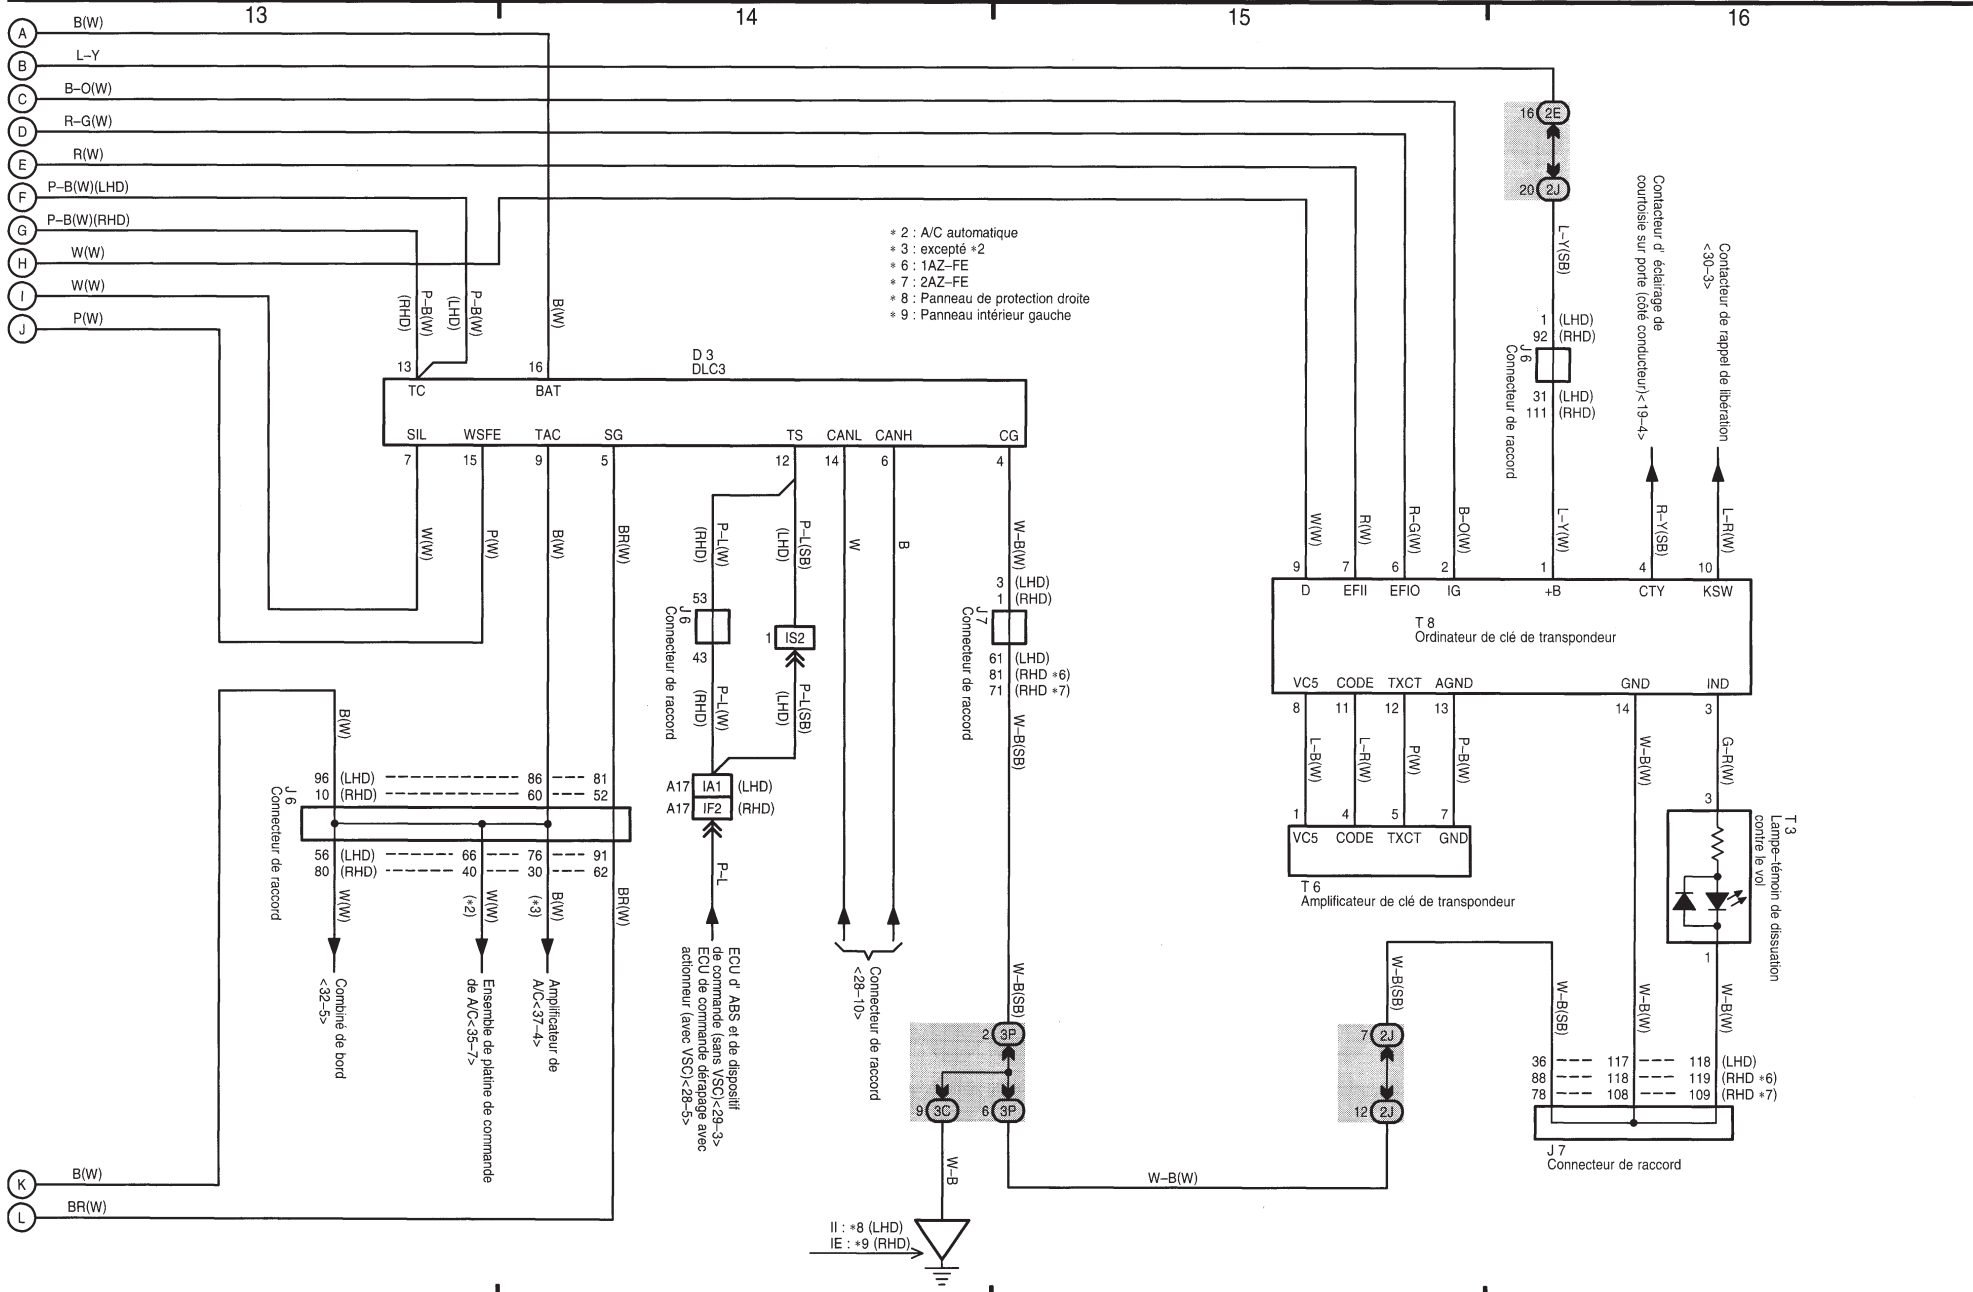 13 14 15 16
A B(W)
B L–Y
C B–O(W)
D R–G(W)
E R(W)
F P–B(W)(LHD)
G P–B(W)(RHD)
H W(W)
I W(W)
J P(W)
16 2E
20 2J
L–Y(SB)
1 (LHD)
92 (RHD)
J 6
Connecteur de raccord
31 (LHD)
111 (RHD)
L–Y(W)
Contacteur d' éclairage de
courtoisie sur porte (côté conducteur)<19–4>
R–Y(SB)
Contacteur de rappel de libération
<30–3>
L–R(W)
∗ 2 : A/C automatique
∗ 3 : excepté ∗2
∗ 6 : 1AZ–FE
∗ 7 : 2AZ–FE
∗ 8 : Panneau de protection droite
∗ 9 : Panneau intérieur gauche
P–B(W)
(RHD)
P–B(W)
(LHD)
B(W)
13 16
D 3
DLC3
TC BAT
SIL WSFE TAC SG TS CANL CANH CG
7 15 9 5 12 14 6 4
W(W) P(W) B(W) BR(W)
P–L(W)
(RHD)
P–L(SB)
(LHD)
W B W–B(W)
53
J 6
Connecteur de raccord
43
P–L(W)
(RHD)
1 IS2
P–L(SB)
(LHD)
A17 IA1 (LHD)
A17 IF2 (RHD)
P–L
ECU d' ABS et de dispositif
de commande (sans VSC)<29–3>
ECU de commande dérapage avec
actionneur (avec VSC)<28–5>
Connecteur de raccord
<28–10>
3 (LHD)
1 (RHD)
J 7
Connecteur de raccord
61 (LHD)
81 (RHD ∗6)
71 (RHD ∗7)
W–B(SB)
W–B(SB)
2 3P
9 3C 6 3P
W–B
II : ∗8 (LHD)
IE : ∗9 (RHD)
W–B(W)
B(W)
96 (LHD) 86 81
10 (RHD) 60 52
J 6
Connecteur de raccord
56 (LHD) 66 76 91
80 (RHD) 40 30 62
W(W)
W(W)
(∗2)
B(W)
(∗3)
BR(W)
Combiné de bord
<32–5>
Ensemble de platine de commande
de A/C<35–7>
Amplificateur de
A/C<37–4>
K B(W)
L BR(W)
W(W) R(W) R–G(W) B–O(W)
9 7 6 2 1 4 10
D EFII EFIO IG +B CTY KSW
T 8
Ordinateur de clé de transpondeur
VC5 CODE TXCT AGND GND IND
8 11 12 13 14 3
L–B(W) L–R(W) P(W) P–B(W) W–B(W) G–R(W)
1 4 5 7
VC5 CODE TXCT GND
T 6
Amplificateur de clé de transpondeur
3
T 3
Lampe–témoin de dissuation
contre le vol
1
W–B(SB)
7 2J
12 2J
W–B(SB) W–B(W) W–B(W)
36 117 118 (LHD)
88 118 119 (RHD ∗6)
78 108 109 (RHD ∗7)
J 7
Connecteur de raccord